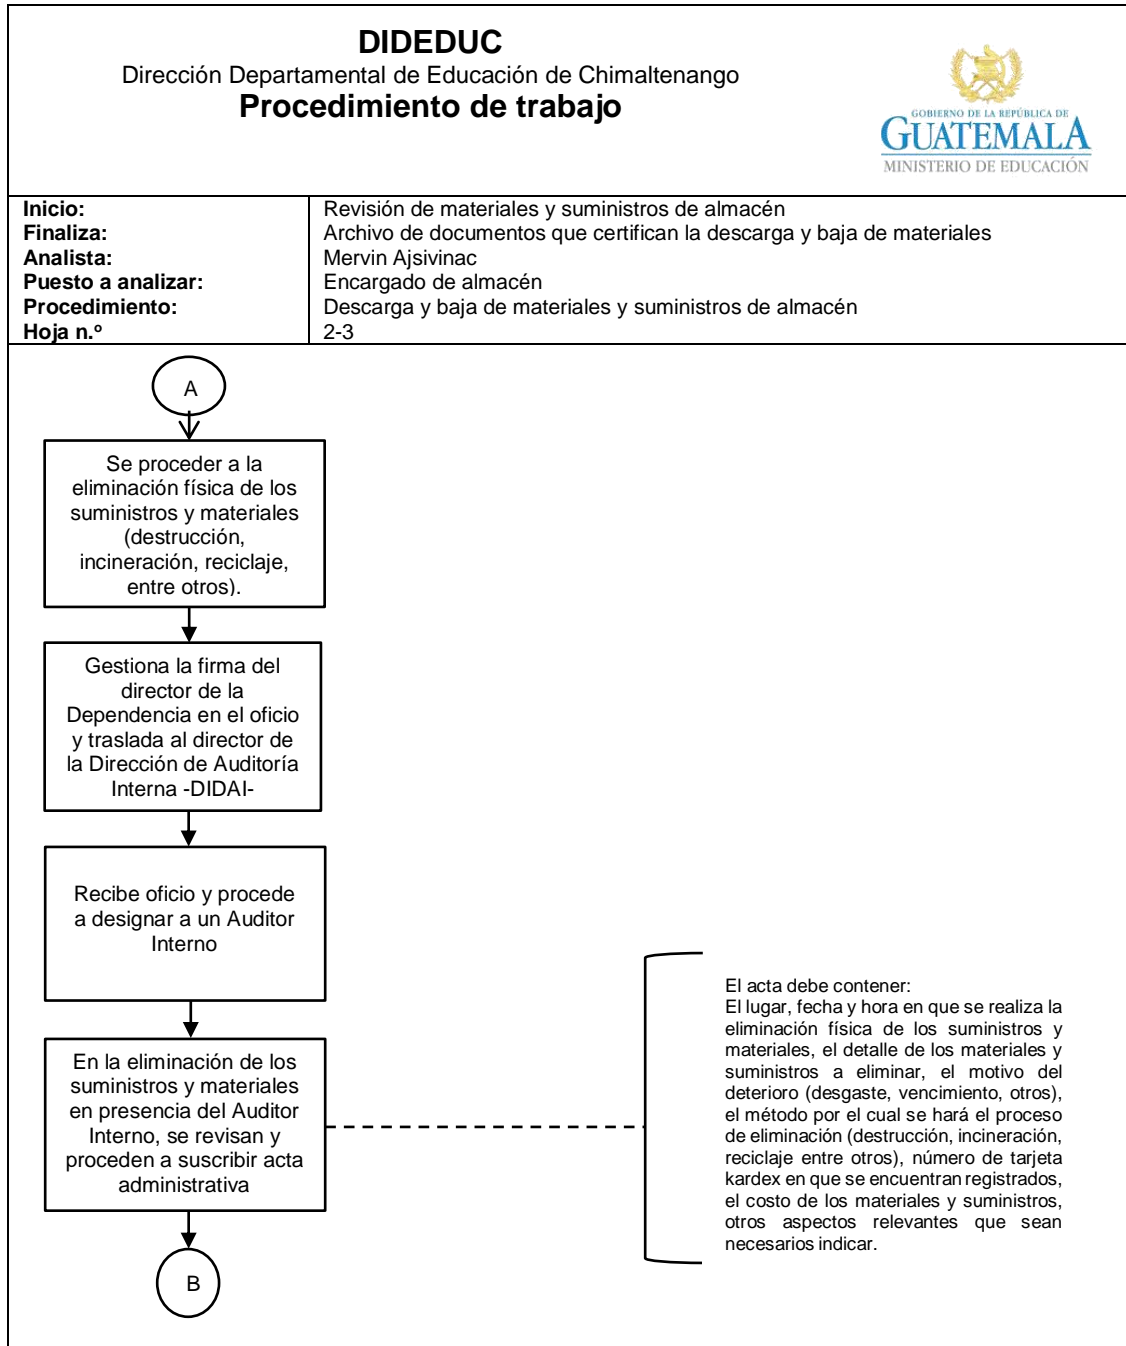 DIDEDUC
Dirección Departamental de Educación de Chimaltenango
Procedimiento de trabajo
GOBIERNO DE LA REPÚBLICA DE
GUATEMALA
MINISTERIO DE EDUCACIÓN
Inicio: Revisión de materiales y suministros de almacén
Finaliza: Archivo de documentos que certifican la descarga y baja de materiales
Analista: Mervin Ajsivinac
Puesto a analizar: Encargado de almacén
Procedimiento: Descarga y baja de materiales y suministros de almacén
Hoja n.º 2-3
A
Se proceder a la
eliminación física de los
suministros y materiales
(destrucción,
incineración, reciclaje,
entre otros).
Gestiona la firma del
director de la
Dependencia en el oficio
y traslada al director de
la Dirección de Auditoría
Interna -DIDAI-
Recibe oficio y procede
a designar a un Auditor
Interno
En la eliminación de los
suministros y materiales
en presencia del Auditor
Interno, se revisan y
proceden a suscribir acta
administrativa
El acta debe contener:
El lugar, fecha y hora en que se realiza la
eliminación física de los suministros y
materiales, el detalle de los materiales y
suministros a eliminar, el motivo del
deterioro (desgaste, vencimiento, otros),
el método por el cual se hará el proceso
de eliminación (destrucción, incineración,
reciclaje entre otros), número de tarjeta
kardex en que se encuentran registrados,
el costo de los materiales y suministros,
otros aspectos relevantes que sean
necesarios indicar.
B